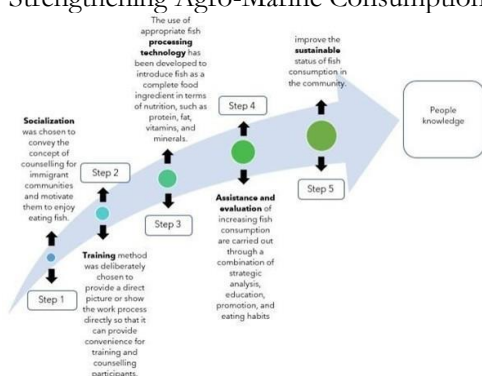 Strengthening Agro-Marine Consumption
The use of
appropriate fish
processing
technology has
been developed to
introduce fish as a
complete food
ingredient in terms
of nutrition, such as
protein, fat,
vitamins, and
minerals.
improve the
sustainable
status of fish
consumption in
the community.
People
knowledge
Socialization
was chosen to
convey the
concept of
counselling for
immigrant
communities
and motivate
them to enjoy
eating fish.
Step 2
Step 4
Step 1
Step 3
Step 5
Training method
was deliberately
chosen to
provide a direct
picture or show
the work process
directly so that it
can provide
convenience for
training and
counselling
participants.
Assistance and
evaluation of
increasing fish
consumption
are carried out
through a
combination of
strategic
analysis,
education,
promotion, and
eating habits